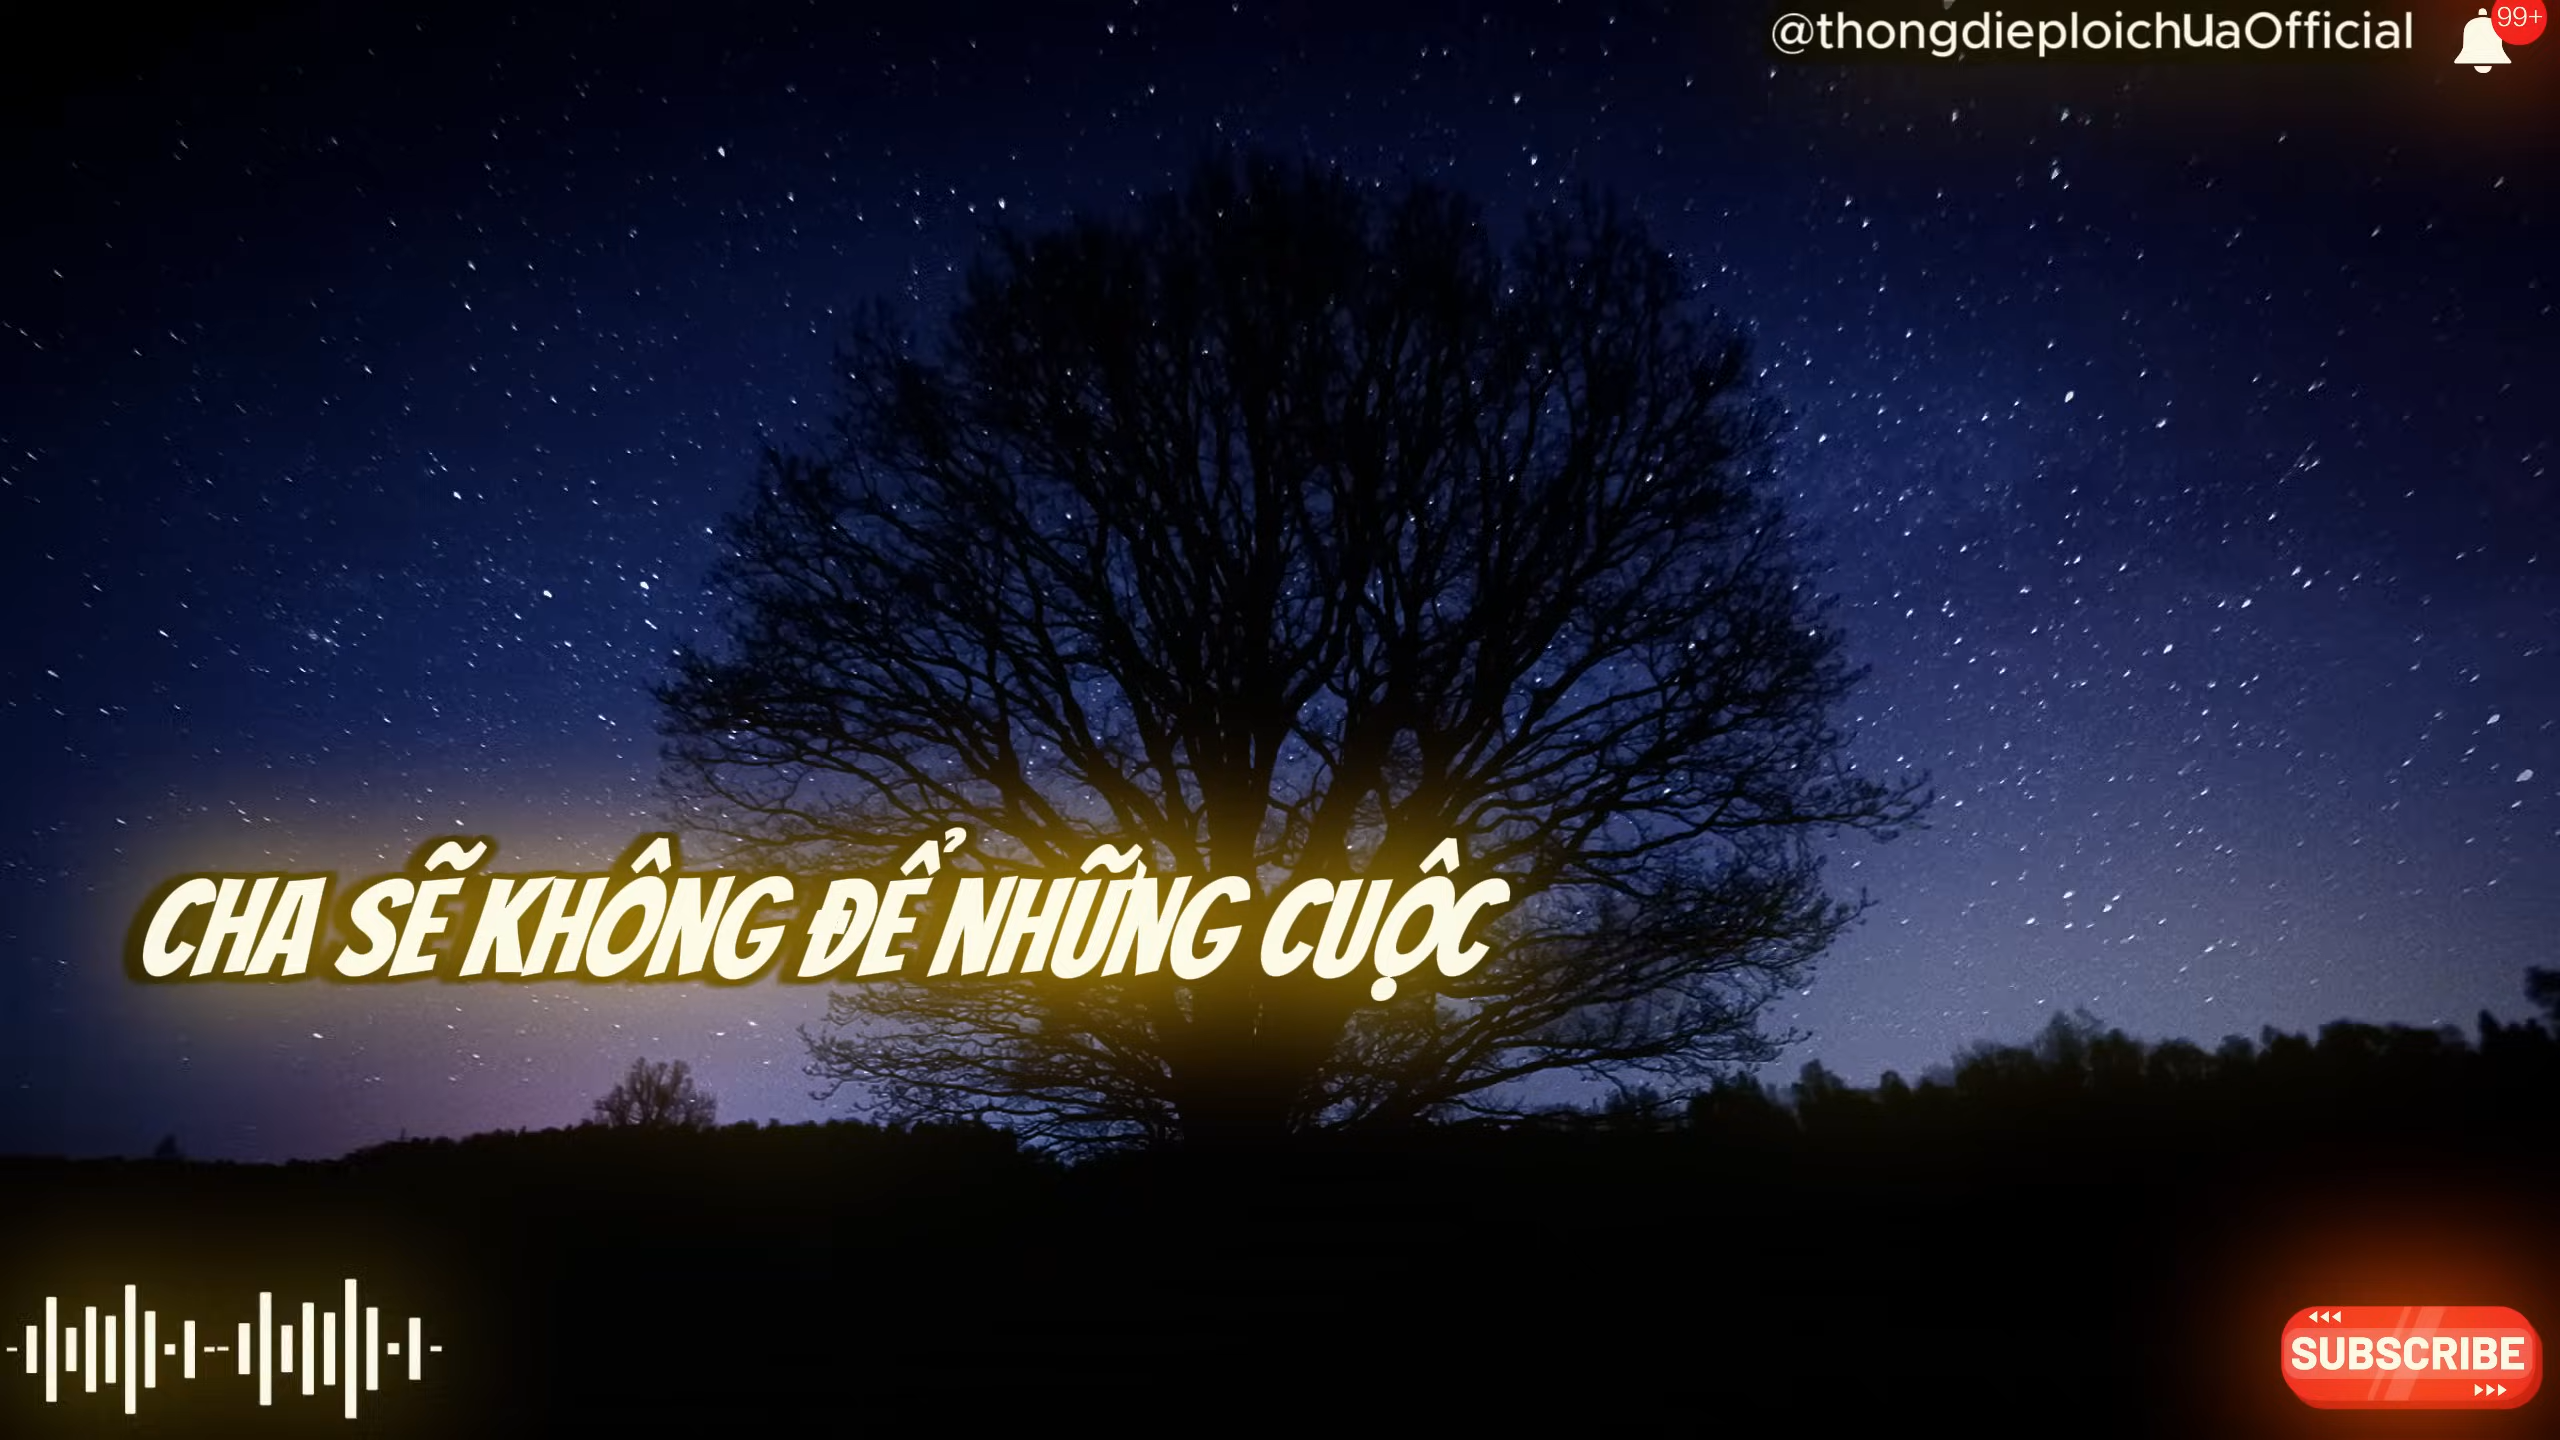 @thongdieploichuaOfficial
99+
CHA SẼ KHÔNG ĐỂ NHỮNG CUỘC
SUBSCRIBE